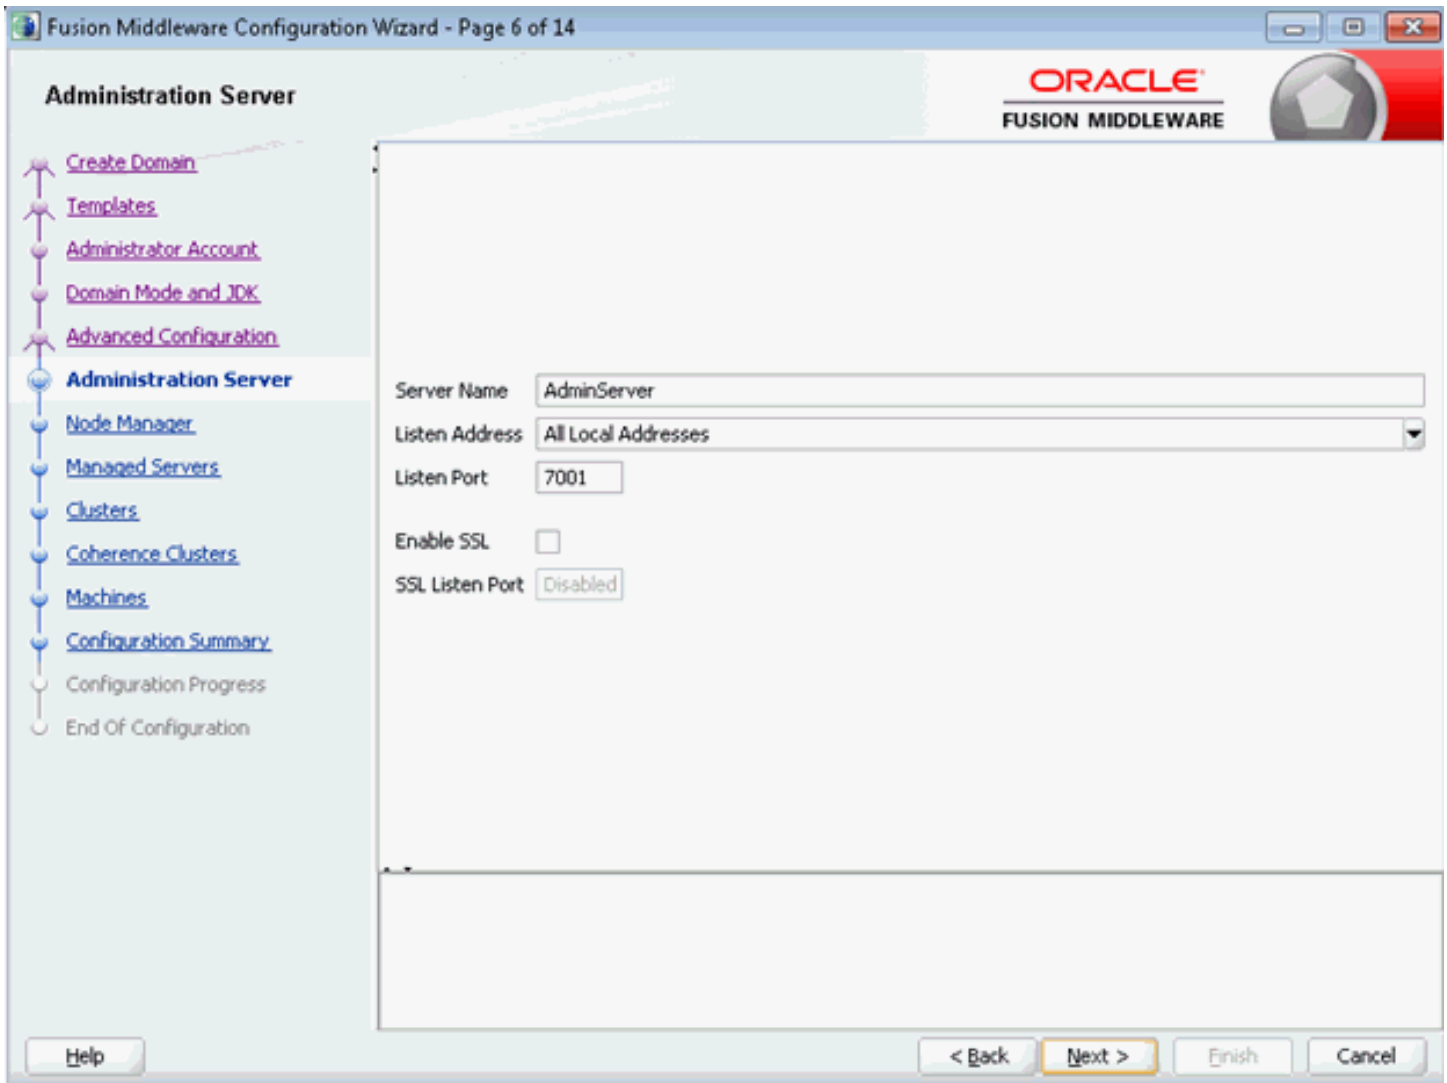 Fusion Middleware Configuration Wizard - Page 6 of 14
Administration Server
ORACLE
FUSION MIDDLEWARE
Create Domain
Templates
Administrator Account
Domain Mode and JDK
Advanced Configuration
Administration Server
Node Manager
Managed Servers
Clusters
Coherence Clusters
Machines
Configuration Summary
Configuration Progress
End Of Configuration
Server Name AdminServer
Listen Address All Local Addresses
Listen Port 7001
Enable SSL
SSL Listen Port Disabled
Help < Back Next > Finish Cancel